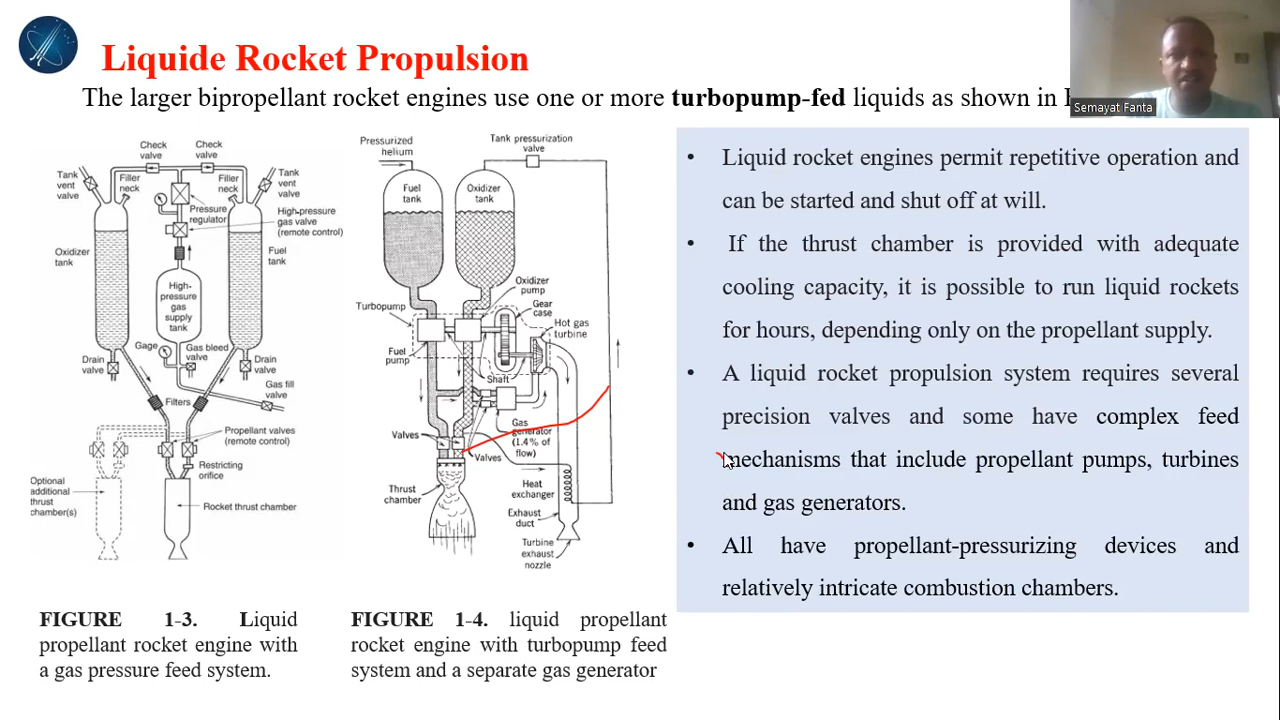 Liquide Rocket Propulsion
The larger bipropellant rocket engines use one or more turbopump-fed liquids as shown in
Semayat Fanta
Check
valve
Check
valve
Tank
vent
valve
Filler
neck
Filler
neck
Tank
vent
valve
Pressure
regulator
High-pressure
gas valve
(remote control)
Oxidizer
tank
Fuel
tank
High-
pressure
gas
supply
tank
Gage
Gas bleed
valve
Drain
valve
Drain
valve
Gas fill
valve
Filters
Propellant valves
(remote control)
Restricting
orifice
Optional
additional
thrust
chamber(s)
Rocket thrust chamber
FIGURE 1-3. Liquid
propellant rocket engine with
a gas pressure feed system.
Pressurized
helium
Tank pressurization
valve
Fuel
tank
Oxidizer
tank
Oxidizer
pump
Turbopump
Gear
case
Hot gas
turbine
Fuel
pump
Shaft
Gas
generator
(1.4% of
flow)
Valves
Valves
Thrust
chamber
Heat
exchanger
Exhaust
duct
Turbine
exhaust
nozzle
FIGURE 1-4. liquid propellant
rocket engine with turbopump feed
system and a separate gas generator
• Liquid rocket engines permit repetitive operation and
can be started and shut off at will.
• If the thrust chamber is provided with adequate
cooling capacity, it is possible to run liquid rockets
for hours, depending only on the propellant supply.
• A liquid rocket propulsion system requires several
precision valves and some have complex feed
mechanisms that include propellant pumps, turbines
and gas generators.
• All have propellant-pressurizing devices and
relatively intricate combustion chambers.